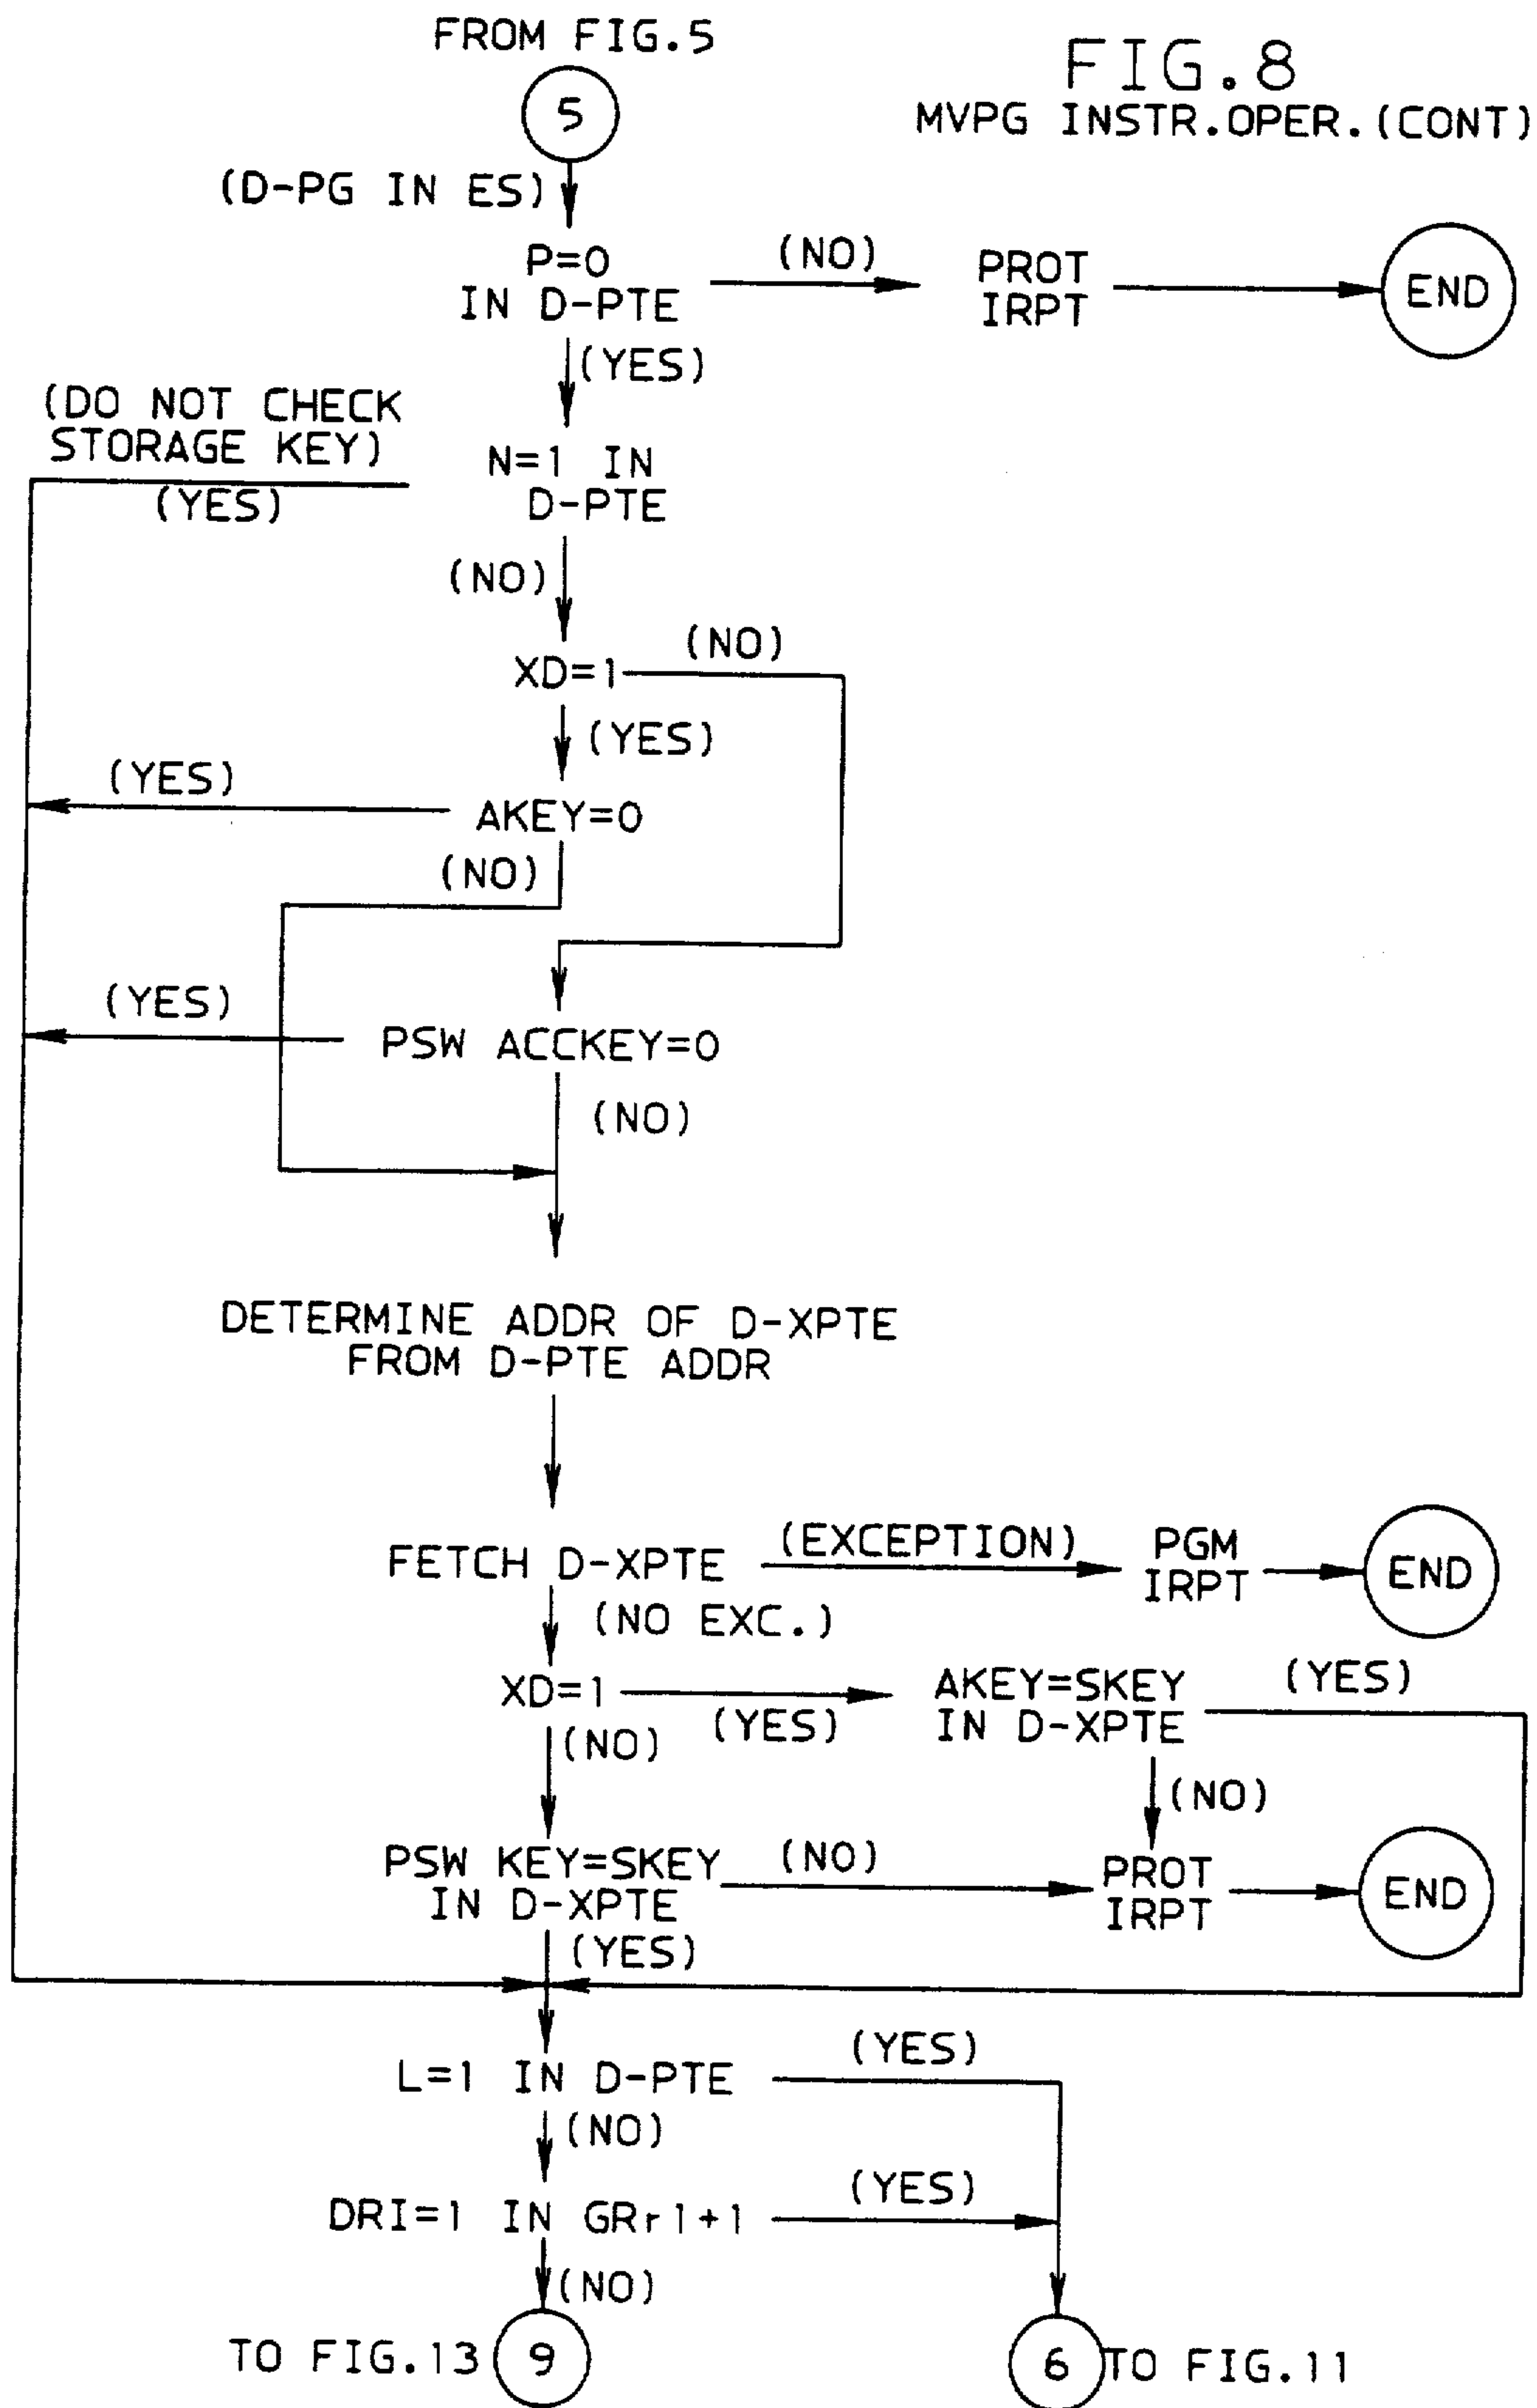 FROM FIG.5
FIG.8
MVPG INSTR.OPER.(CONT)
5
(D-PG IN ES)
P=0
IN D-PTE
(NO)
PROT
IRPT
END
(YES)
(DO NOT CHECK
STORAGE KEY)
(YES)
N=1 IN
D-PTE
(NO)
XD=1
(NO)
(YES)
(YES)
AKEY=0
(NO)
(YES)
PSW ACCKEY=0
(NO)
DETERMINE ADDR OF D-XPTE
FROM D-PTE ADDR
FETCH D-XPTE
(EXCEPTION)
PGM
IRPT
END
(NO EXC.)
XD=1
(YES)
AKEY=SKEY
IN D-XPTE
(YES)
(NO)
(NO)
PSW KEY=SKEY
IN D-XPTE
(NO)
PROT
IRPT
END
(YES)
L=1 IN D-PTE
(YES)
(NO)
DRI=1 IN GRr1+1
(YES)
(NO)
TO FIG.13
9
6
TO FIG.11